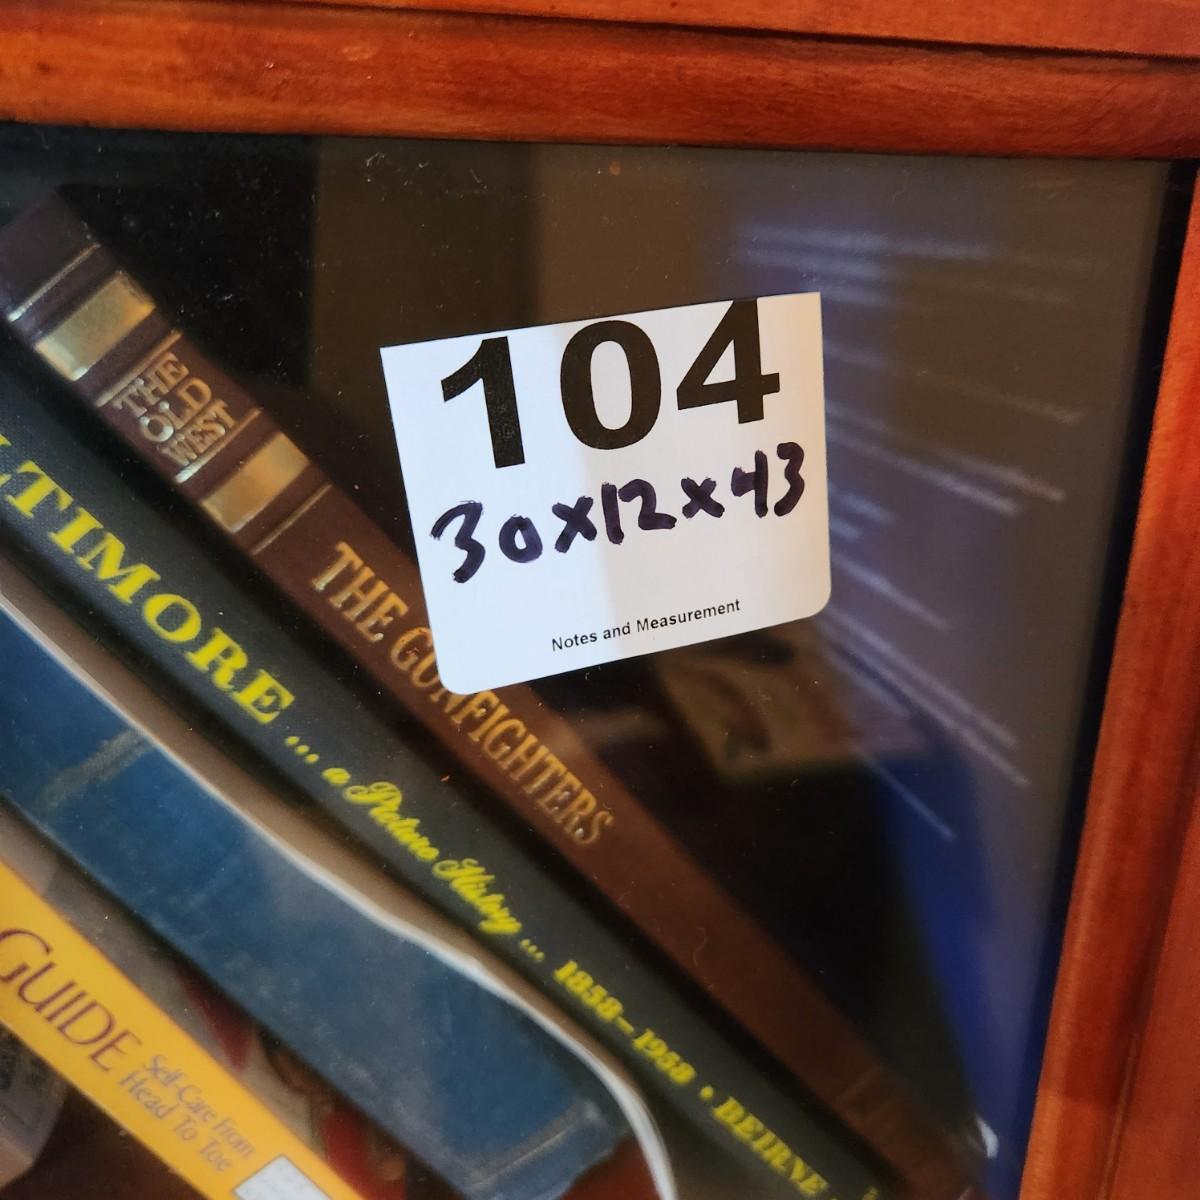 104
30x12x43
Notes and Measurement
THE
OLD
WEST
THE GUNFIGHTERS
LTIMORE ... a Picture History ... 1858-1958 • BEIRNE
GUIDE
Self-Care from
Head To Toe